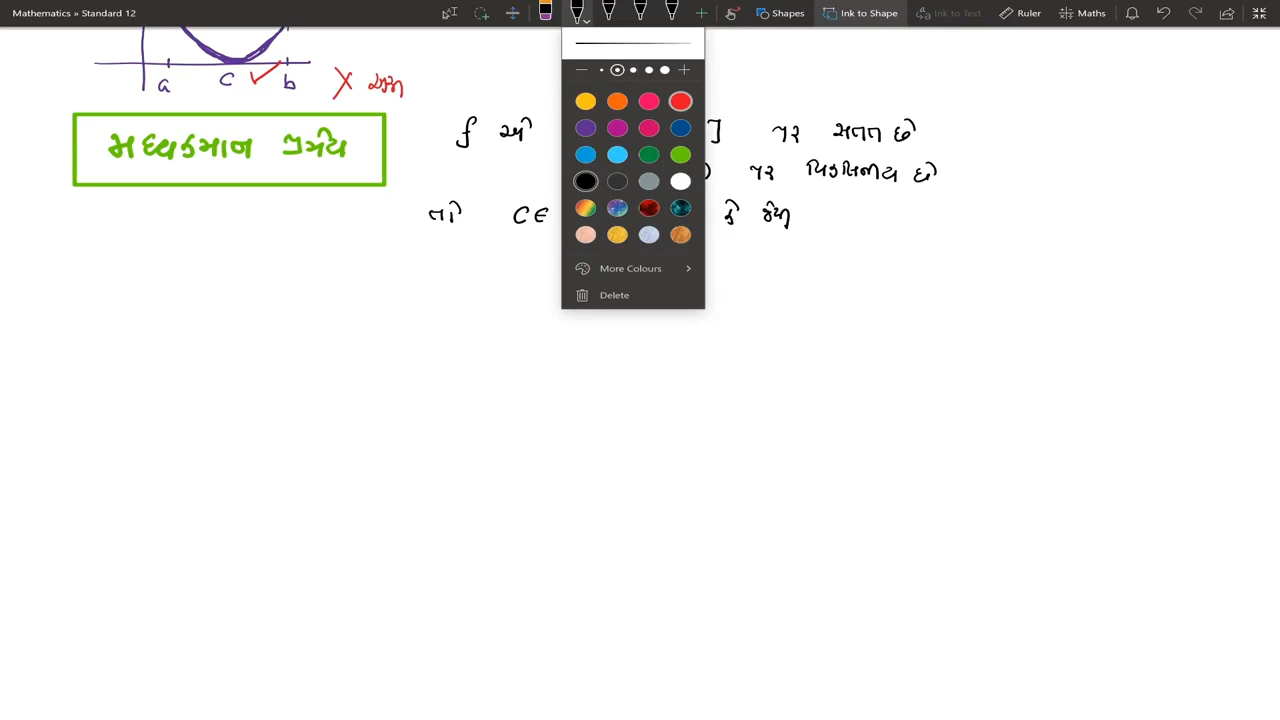 Mathematics » Standard 12
Shapes
Ink to Shape
Ink to Text
Ruler
Maths
a c b X
મધ્યકમાન પ્રમેય
f એ ] પર સતત છે
પર વિકલનીય છે
તો C ∈ કે જેથી
More Colours
Delete